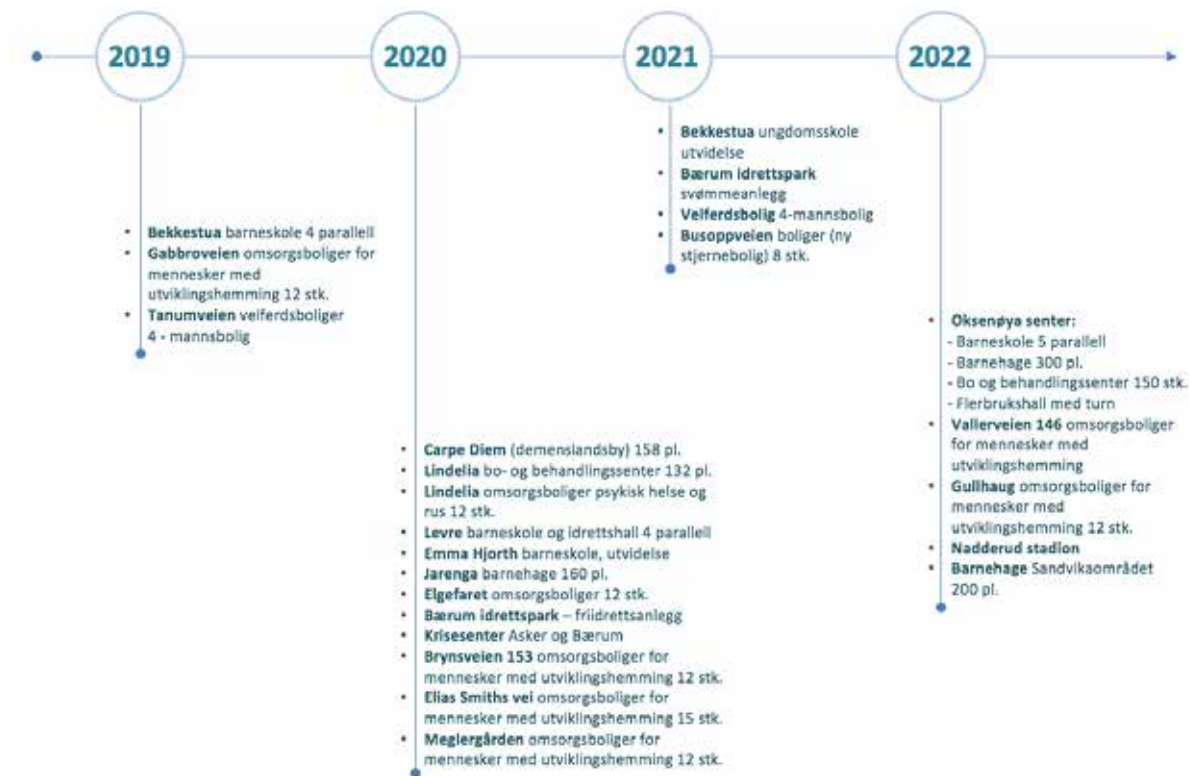 2019
2020
2021
2022
• Bekkestua barneskole 4 parallell
• Gabbroveien omsorgsboliger for
mennesker med
utviklingshemming 12 stk.
• Tanumveien velferdsboliger
4 - mannsbolig
• Carpe Diem (demenslandsby) 158 pl.
• Lindelia bo- og behandlingssenter 132 pl.
• Lindelia omsorgsboliger psykisk helse og
rus 12 stk.
• Levre barneskole og idrettshall 4 parallell
• Emma Hjorth barneskole, utvidelse
• Jarenga barnehage 160 pl.
• Elgefaret omsorgsboliger 12 stk.
• Bærum idrettspark – friidrettsanlegg
• Krisesenter Asker og Bærum
• Brynsveien 153 omsorgsboliger for
mennesker med utviklingshemming 12 stk.
• Elias Smiths vei omsorgsboliger for
mennesker med utviklingshemming 15 stk.
• Meglergården omsorgsboliger for
mennesker med utviklingshemming 12 stk.
• Bekkestua ungdomsskole
utvidelse
• Bærum idrettspark
svømmeanlegg
• Velferdsbolig 4-mannsbolig
• Busoppveien boliger (ny
stjernebolig) 8 stk.
• Oksenøya senter:
- Barneskole 5 parallell
- Barnehage 300 pl.
- Bo og behandlingssenter 150 stk.
- Flerbrukshall med turn
• Vallerveien 146 omsorgsboliger
for mennesker med
utviklingshemming
• Gullhaug omsorgsboliger for
mennesker med
utviklingshemming 12 stk.
• Nadderud stadion
• Barnehage Sandvikaområdet
200 pl.